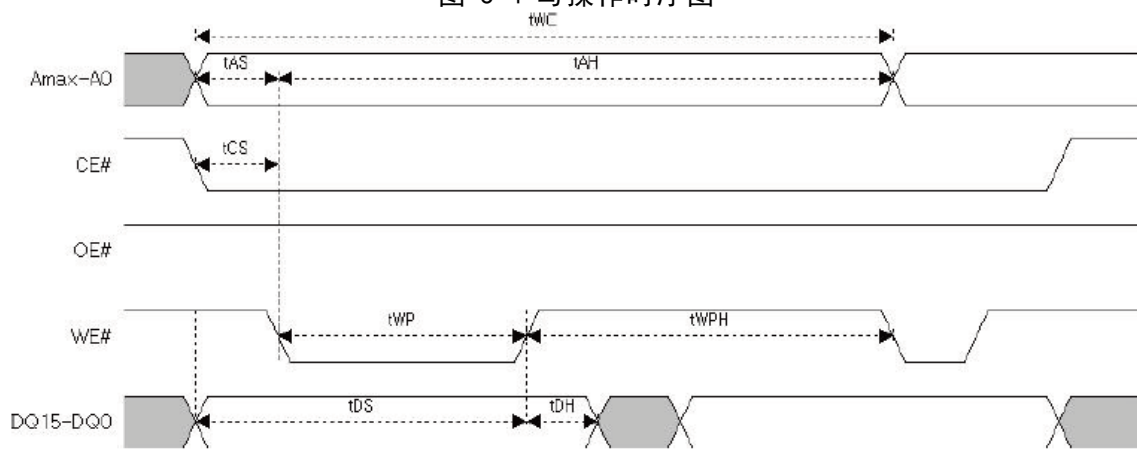 tWC
Amax-A0
tAS
tAH
CE#
tCS
OE#
WE#
tWP
tWPH
DQ15-DQ0
tDS
tDH